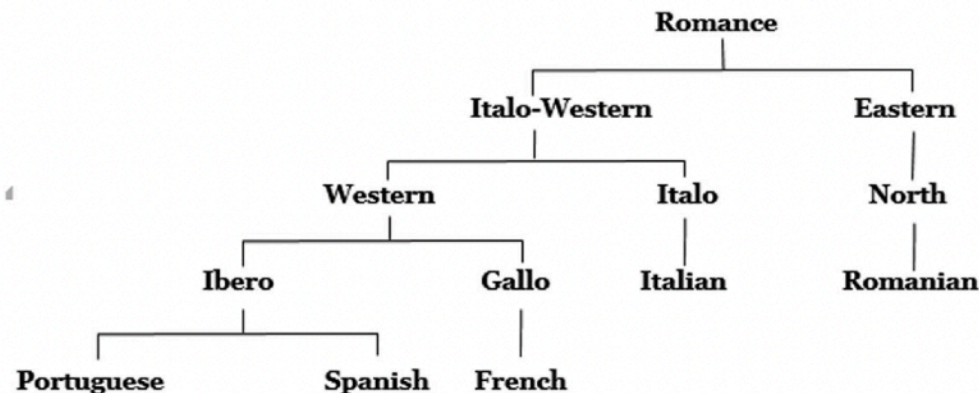 Romance
Italo-Western Eastern
Western Italo North
Ibero Gallo Italian Romanian
Portuguese Spanish French